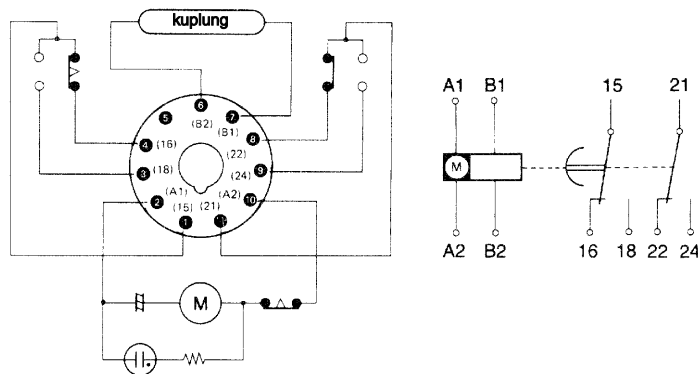 kuplung
6
5
7
(B2)
(B1)
4
(16)
8
(22)
3
(18)
(24)
9
(A1)
(A2)
10
2
(15)
(21)
1
M
A1 B1 15 21
M
A2 B2 16 18 22 24